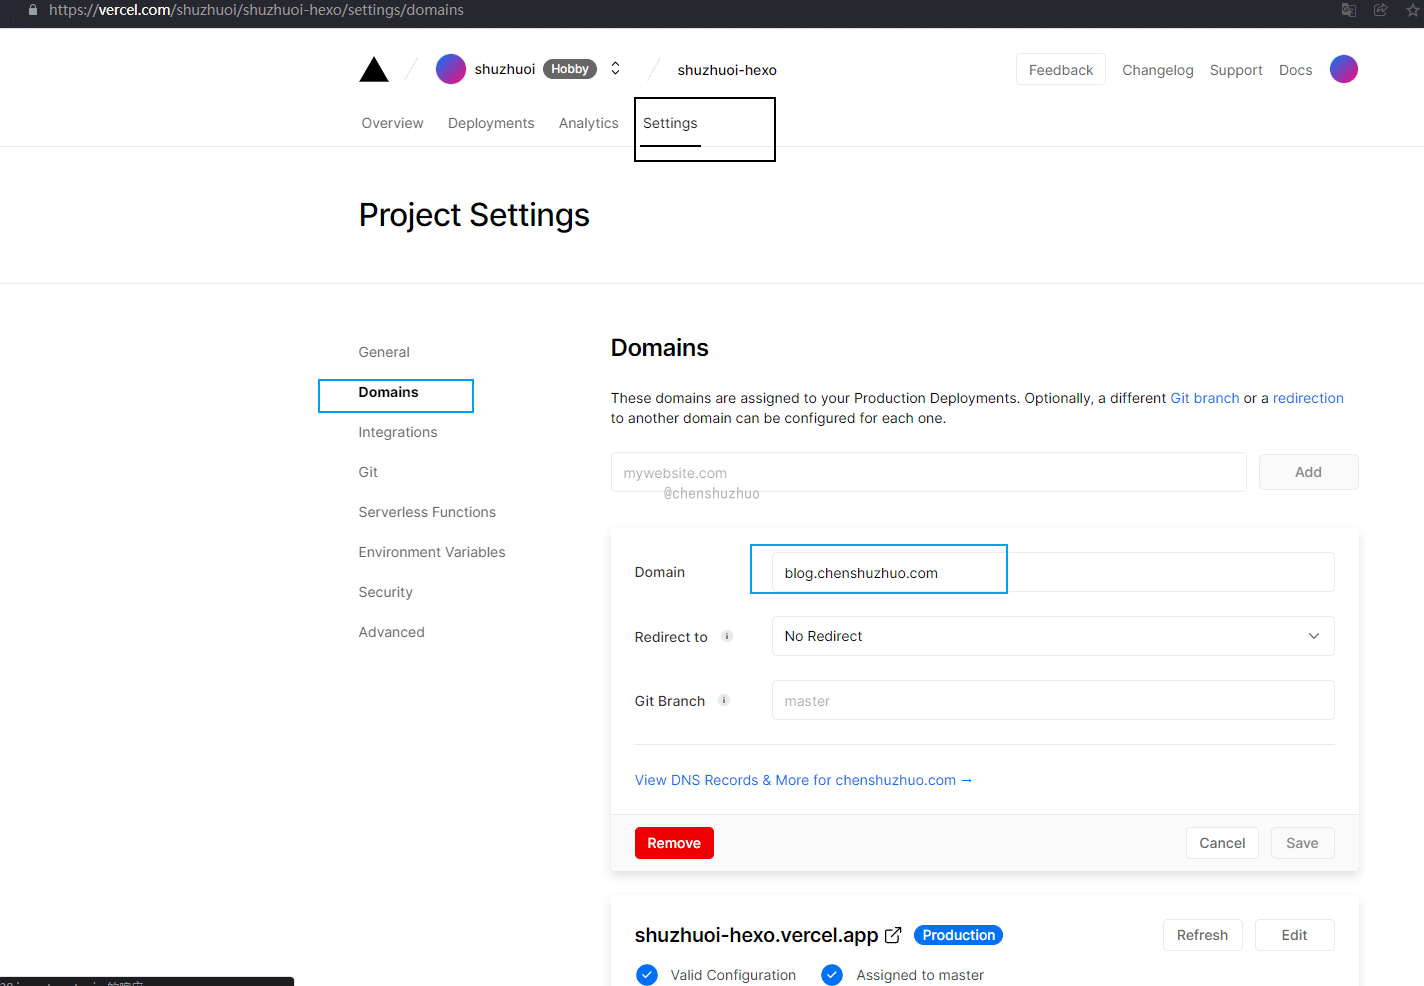 https://vercel.com/shuzhuoi/shuzhuoi-hexo/settings/domains
shuzhuoi Hobby shuzhuoi-hexo Feedback Changelog Support Docs
Overview Deployments Analytics Settings
Project Settings
General
Domains
Integrations
Git
Serverless Functions
Environment Variables
Security
Advanced
Domains
These domains are assigned to your Production Deployments. Optionally, a different Git branch or a redirection
to another domain can be configured for each one.
mywebsite.com Add
@chenshuzhuo
Domain blog.chenshuzhuo.com
Redirect to i No Redirect
Git Branch i master
View DNS Records & More for chenshuzhuo.com →
Remove Cancel Save
shuzhuoi-hexo.vercel.app Production Refresh Edit
Valid Configuration Assigned to master